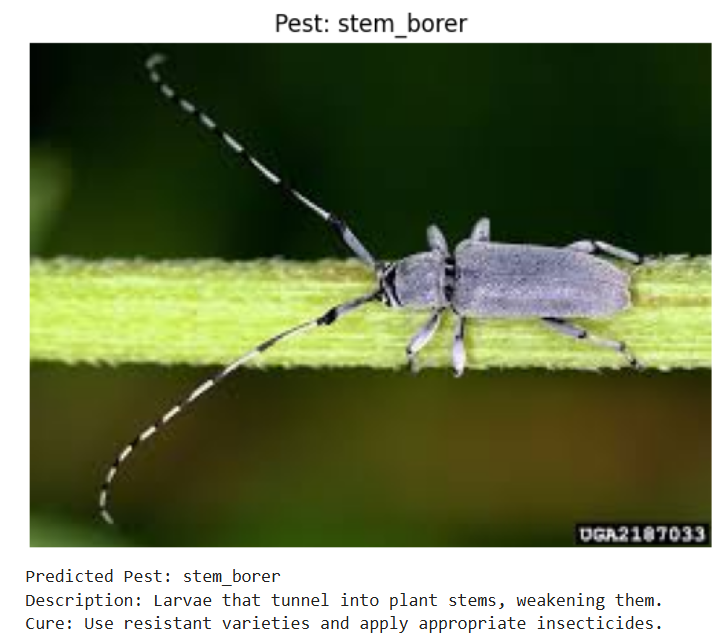 Pest: stem_borer
UGA2187033
Predicted Pest: stem_borer
Description: Larvae that tunnel into plant stems, weakening them.
Cure: Use resistant varieties and apply appropriate insecticides.